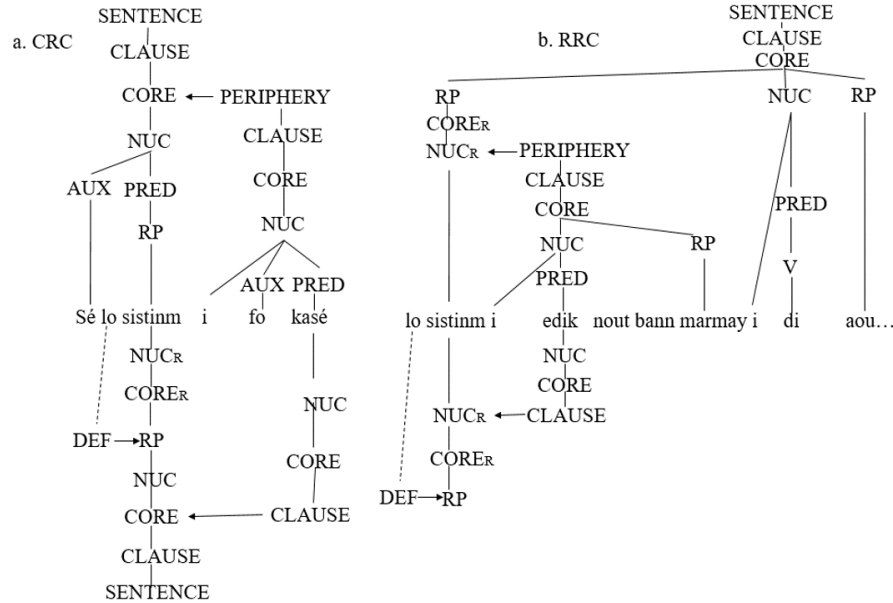 a. CRC
SENTENCE
CLAUSE
CORE
PERIPHERY
CLAUSE
NUC
CORE
AUX
PRED
RP
NUC
AUX PRED
Sé lo sistinm i fo kasé
NUCR
CORER
NUC
DEF
RP
CORE
NUC
CORE
CLAUSE
CLAUSE
SENTENCE
b. RRC
SENTENCE
CLAUSE
CORE
RP
NUC
RP
CORER
NUCR
PERIPHERY
CLAUSE
CORE
PRED
NUC
RP
PRED
V
lo sistinm i edik nout bann marmay i di aou…
NUC
CORE
NUCR
CLAUSE
CORER
DEF
RP